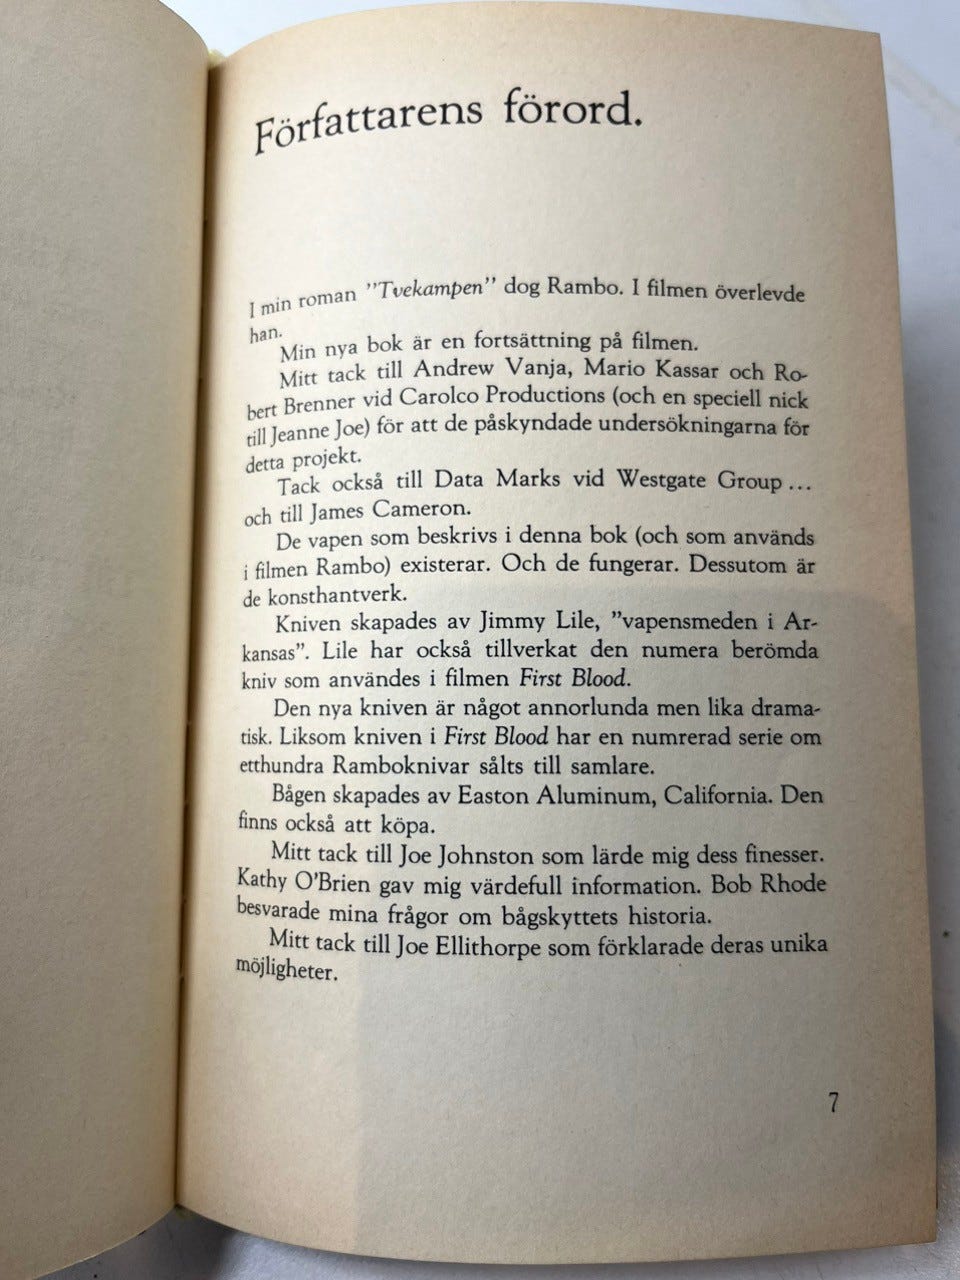 Författarens förord.
I min roman "Tvekampen" dog Rambo. I filmen överlevde
han.
Min nya bok är en fortsättning på filmen.
Mitt tack till Andrew Vanja, Mario Kassar och Ro-
bert Brenner vid Carolco Productions (och en speciell nick
till Jeanne Joe) för att de påskyndade undersökningarna för
detta projekt.
Tack också till Data Marks vid Westgate Group ...
och till James Cameron.
De vapen som beskrivs i denna bok (och som används
i filmen Rambo) existerar. Och de fungerar. Dessutom är
de konsthantverk.
Kniven skapades av Jimmy Lile, "vapensmeden i Ar-
kansas". Lile har också tillverkat den numera berömda
kniv som användes i filmen First Blood.
Den nya kniven är något annorlunda men lika drama-
tisk. Liksom kniven i First Blood har en numrerad serie om
etthundra Ramboknivar sålts till samlare.
Bågen skapades av Easton Aluminum, California. Den
finns också att köpa.
Mitt tack till Joe Johnston som lärde mig dess finesser.
Kathy O'Brien gav mig värdefull information. Bob Rhode
besvarade mina frågor om bågskyttets historia.
Mitt tack till Joe Ellithorpe som förklarade deras unika
möjligheter.
7